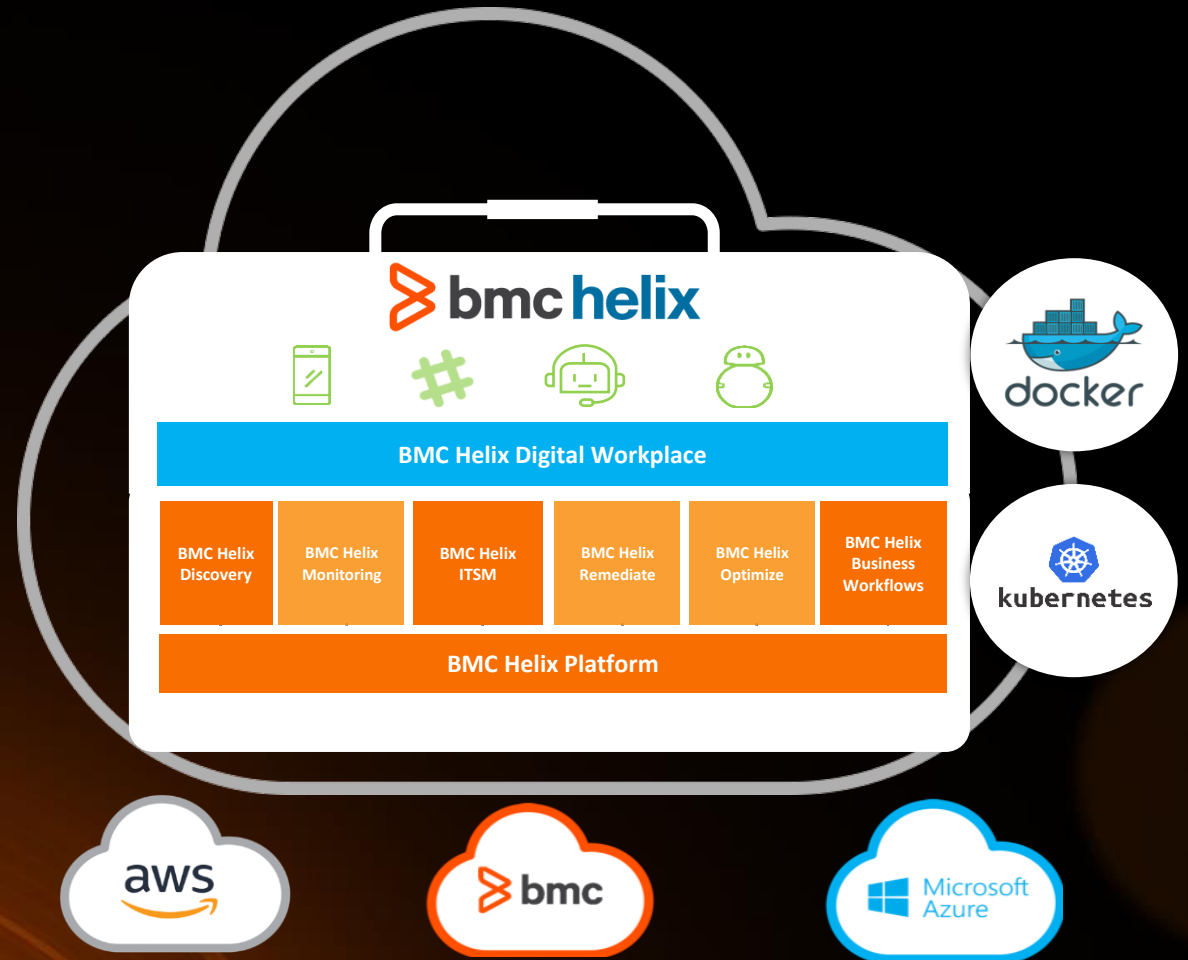 bmc helix
docker
BMC Helix Digital Workplace
BMC Helix
Discovery
BMC Helix
Monitoring
BMC Helix
ITSM
BMC Helix
Remediate
BMC Helix
Optimize
BMC Helix
Business
Workflows
kubernetes
BMC Helix Platform
aws
bmc
Microsoft
Azure